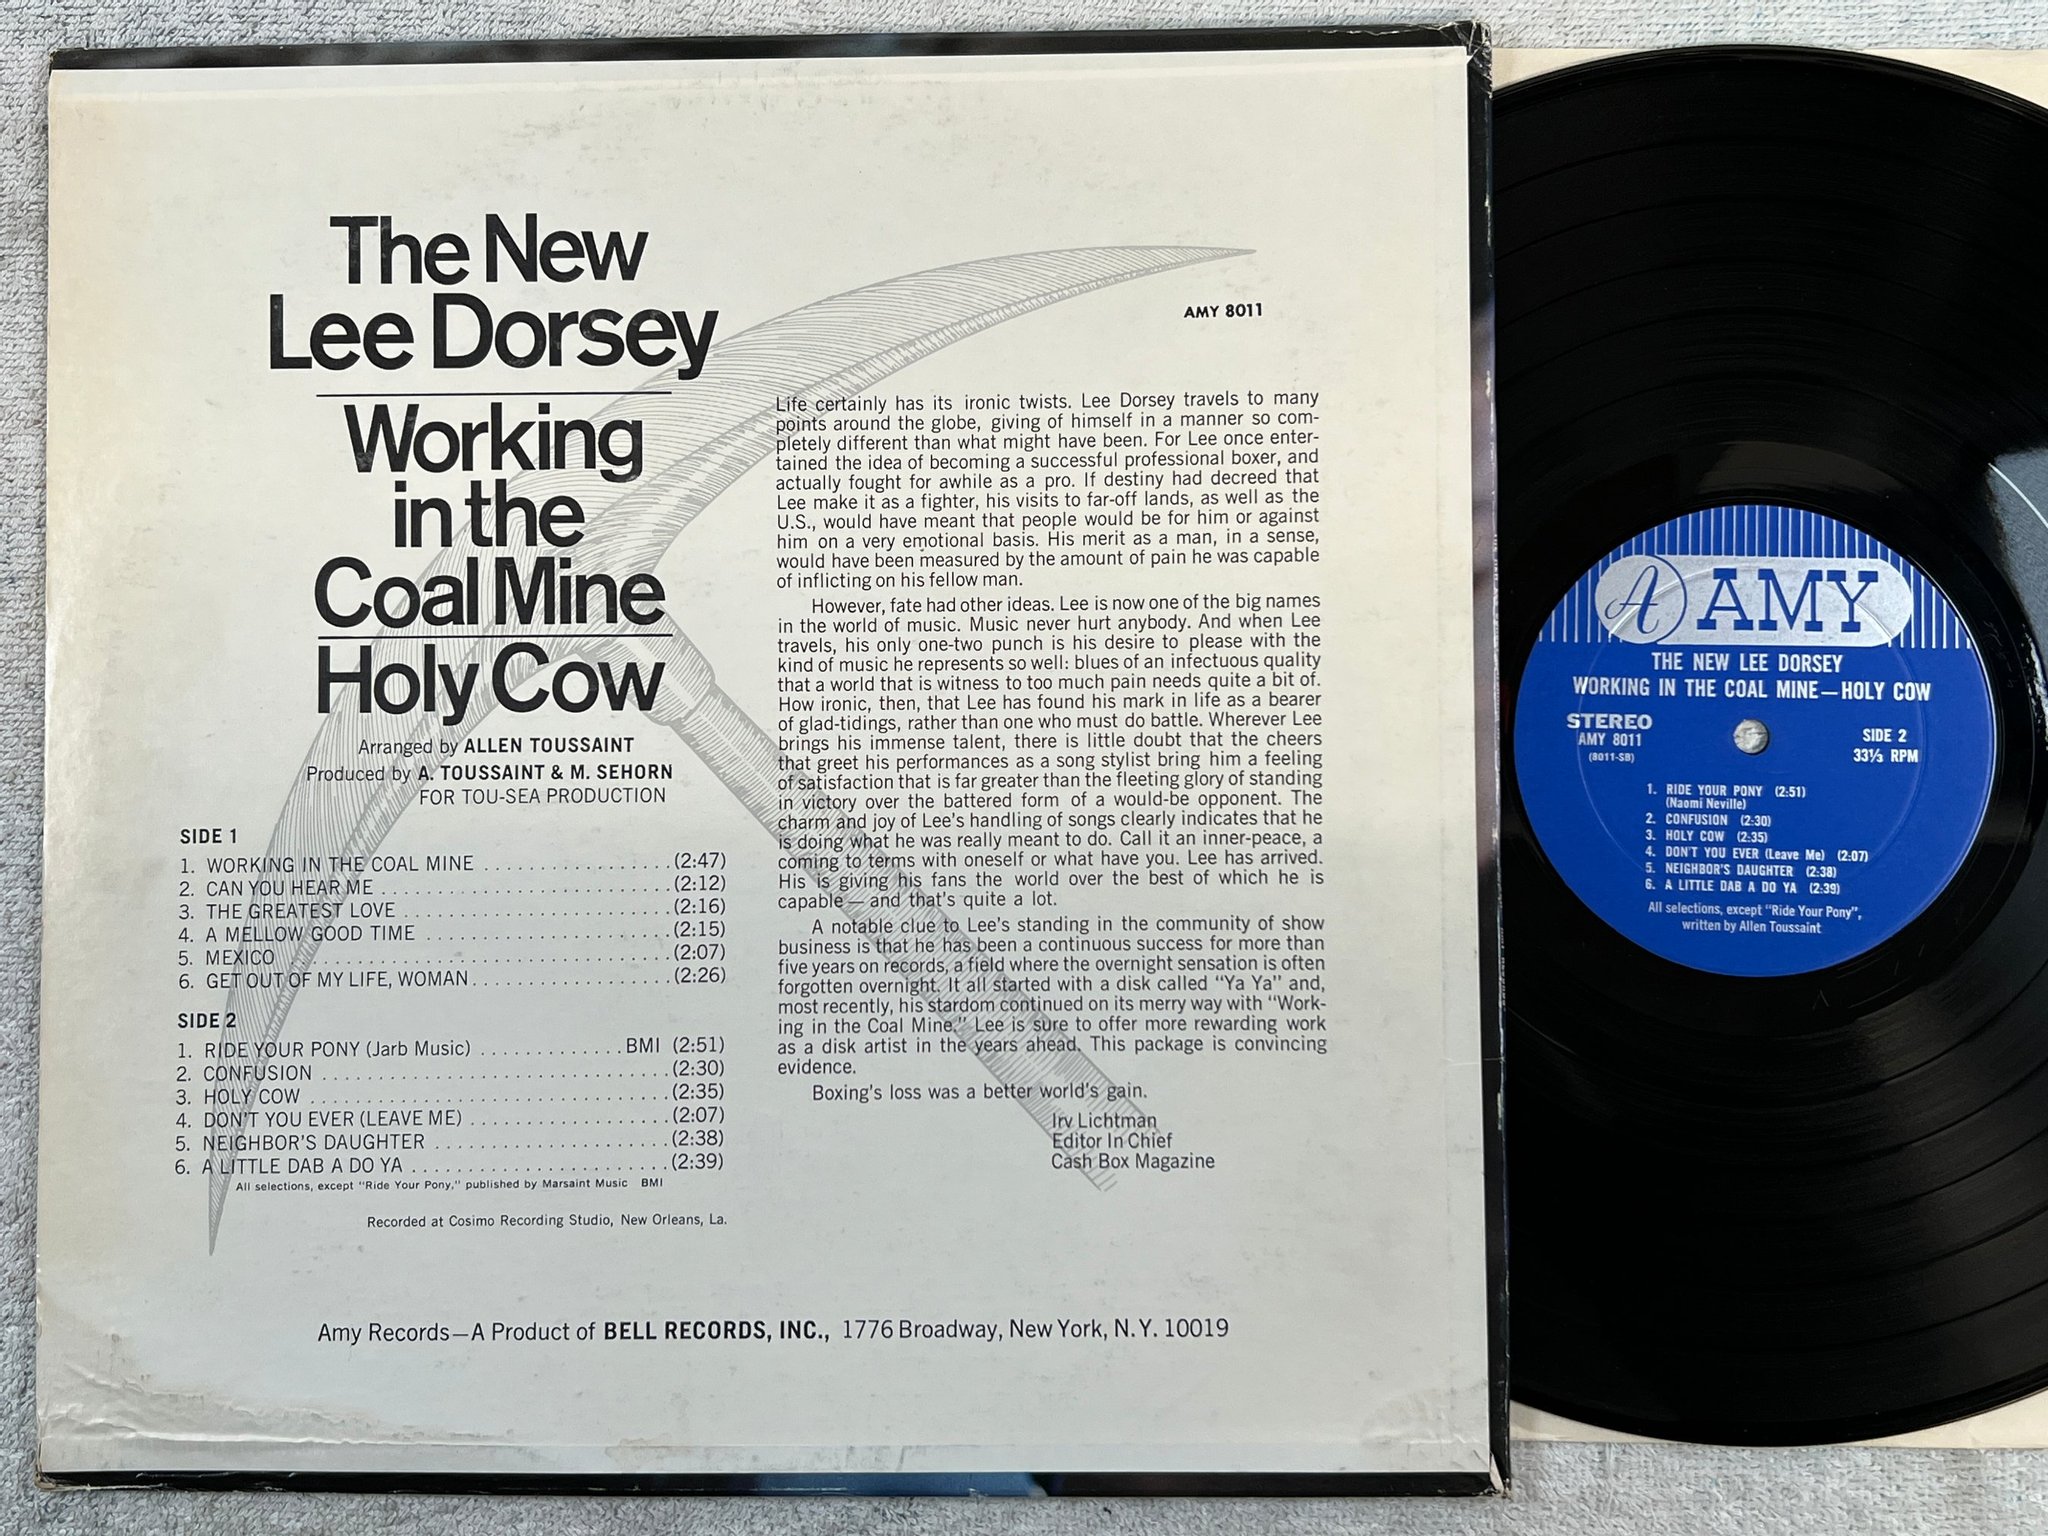 The New
Lee Dorsey
Working
in the
Coal Mine
Holy Cow
Arranged by ALLEN TOUSSAINT
Produced by A. TOUSSAINT & M. SEHORN
FOR TOU-SEA PRODUCTION
SIDE 1
1. WORKING IN THE COAL MINE ..................(2:47)
2. CAN YOU HEAR ME ...........................(2:12)
3. THE GREATEST LOVE .........................(2:16)
4. A MELLOW GOOD TIME .......................(2:15)
5. MEXICO ...................................(2:07)
6. GET OUT OF MY LIFE, WOMAN...................(2:26)
SIDE 2
1. RIDE YOUR PONY (Jarb Music) .............BMI (2:51)
2. CONFUSION ................................(2:30)
3. HOLY COW .................................(2:35)
4. DON'T YOU EVER (LEAVE ME) ...................(2:07)
5. NEIGHBOR'S DAUGHTER ......................(2:38)
6. A LITTLE DAB A DO YA ........................(2:39)
All selections, except "Ride Your Pony," published by Marsaint Music BMI
Recorded at Cosimo Recording Studio, New Orleans, La.
AMY 8011
Life certainly has its ironic twists. Lee Dorsey travels to many
points around the globe, giving of himself in a manner so com-
pletely different than what might have been. For Lee once enter-
tained the idea of becoming a successful professional boxer, and
actually fought for awhile as a pro. If destiny had decreed that
Lee make it as a fighter, his visits to far-off lands, as well as the
U.S., would have meant that people would be for him or against
him on a very emotional basis. His merit as a man, in a sense,
would have been measured by the amount of pain he was capable
of inflicting on his fellow man.
However, fate had other ideas. Lee is now one of the big names
in the world of music. Music never hurt anybody. And when Lee
travels, his only one-two punch is his desire to please with the
kind of music he represents so well: blues of an infectuous quality
that a world that is witness to too much pain needs quite a bit of.
How ironic, then, that Lee has found his mark in life as a bearer
of glad-tidings, rather than one who must do battle. Wherever Lee
brings his immense talent, there is little doubt that the cheers
that greet his performances as a song stylist bring him a feeling
of satisfaction that is far greater than the fleeting glory of standing
in victory over the battered form of a would-be opponent. The
charm and joy of Lee's handling of songs clearly indicates that he
is doing what he was really meant to do. Call it an inner-peace, a
coming to terms with oneself or what have you. Lee has arrived.
His is giving his fans the world over the best of which he is
capable — and that's quite a lot.
A notable clue to Lee's standing in the community of show
business is that he has been a continuous success for more than
five years on records, a field where the overnight sensation is often
forgotten overnight. It all started with a disk called "Ya Ya" and,
most recently, his stardom continued on its merry way with "Work-
ing in the Coal Mine." Lee is sure to offer more rewarding work
as a disk artist in the years ahead. This package is convincing
evidence.
Boxing's loss was a better world's gain.
Irv Lichtman
Editor In Chief
Cash Box Magazine
Amy Records—A Product of BELL RECORDS, INC., 1776 Broadway, New York, N.Y. 10019
A AMY
THE NEW LEE DORSEY
WORKING IN THE COAL MINE—HOLY COW
STEREO
AMY 8011
(8011-SB)
SIDE 2
33⅓ RPM
1. RIDE YOUR PONY (2:51)
(Naomi Neville)
2. CONFUSION (2:30)
3. HOLY COW (2:35)
4. DON'T YOU EVER (Leave Me) (2:07)
5. NEIGHBOR'S DAUGHTER (2:38)
6. A LITTLE DAB A DO YA (2:39)
All selections, except "Ride Your Pony",
written by Allen Toussaint